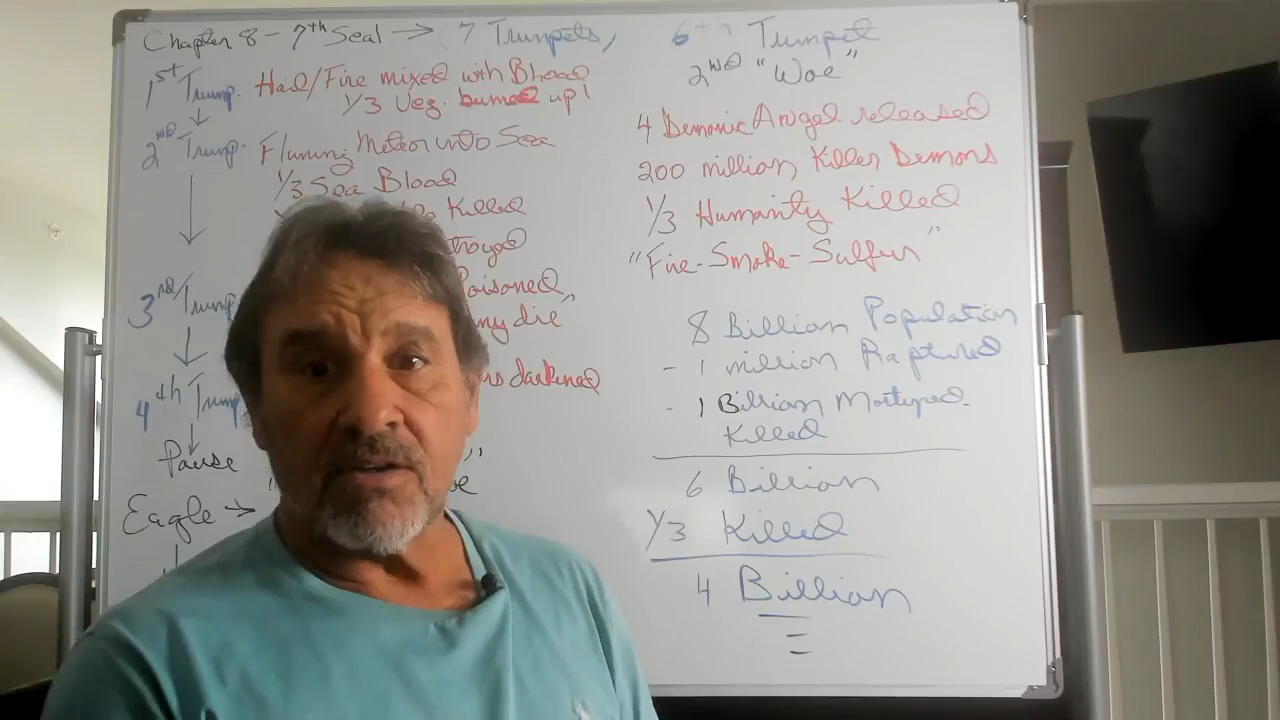 Chapter 8 - 7th Seal → 7 Trumpets,
1st Trump. Hail/Fire mixed with Blood
1/3 Veg. burned up!
2nd Trump. Flaming Meteor into Sea
1/3 Sea Blood
Killed
3rd/Trump
Poisoned
die
darkened
4th Trump
Pause
Eagle →
6th Trumpet
2nd "Woe"
4 Demonic Angel released
200 million Killer Demons
1/3 Humanity Killed
"Fire-Smoke-Sulfur"
8 Billion Population
- 1 million Raptured
- 1 Billion Martyred
Killed
6 Billion
1/3 Killed
4 Billion